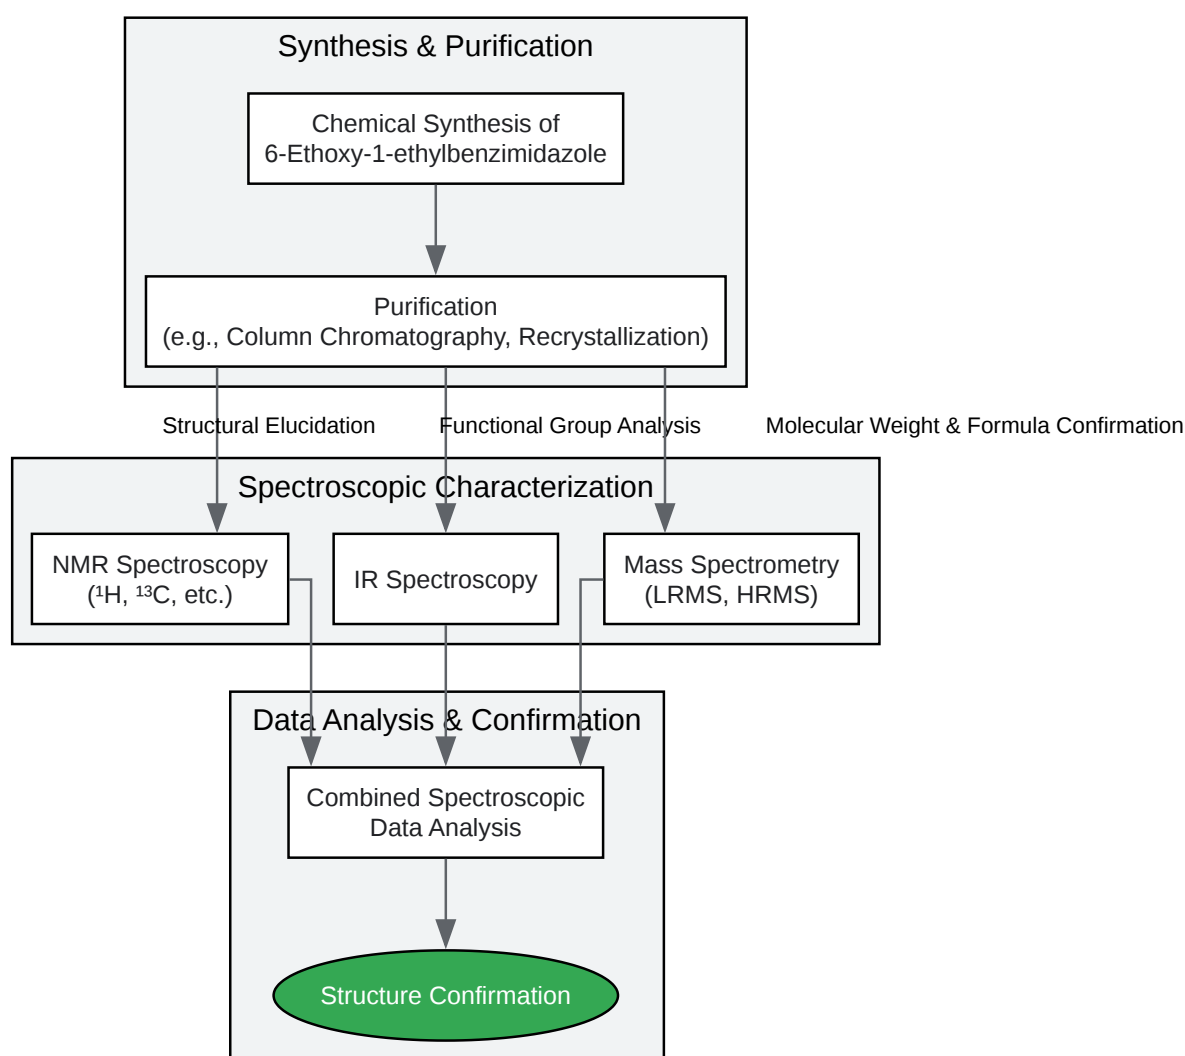 Synthesis & Purification
Chemical Synthesis of
6-Ethoxy-1-ethylbenzimidazole
Purification
(e.g., Column Chromatography, Recrystallization)
Structural Elucidation
Functional Group Analysis
Molecular Weight & Formula Confirmation
Spectroscopic Characterization
NMR Spectroscopy
(¹H, ¹³C, etc.)
IR Spectroscopy
Mass Spectrometry
(LRMS, HRMS)
Data Analysis & Confirmation
Combined Spectroscopic
Data Analysis
Structure Confirmation